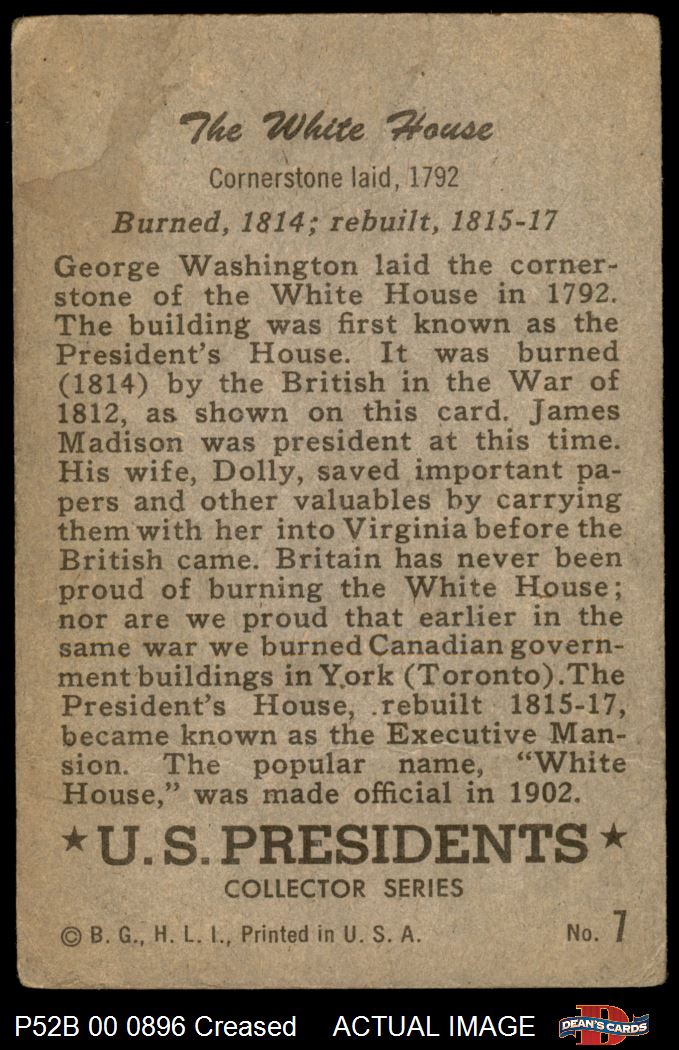 The White House
Cornerstone laid, 1792
Burned, 1814; rebuilt, 1815-17
George Washington laid the corner-
stone of the White House in 1792.
The building was first known as the
President's House. It was burned
(1814) by the British in the War of
1812, as shown on this card. James
Madison was president at this time.
His wife, Dolly, saved important pa-
pers and other valuables by carrying
them with her into Virginia before the
British came. Britain has never been
proud of burning the White House;
nor are we proud that earlier in the
same war we burned Canadian govern-
ment buildings in York (Toronto). The
President's House, rebuilt 1815-17,
became known as the Executive Man-
sion. The popular name, "White
House," was made official in 1902.
★ U.S. PRESIDENTS ★
COLLECTOR SERIES
© B. G., H. L. I., Printed in U. S. A. No. 7
P52B 00 0896 Creased ACTUAL IMAGE DEAN'S CARDS